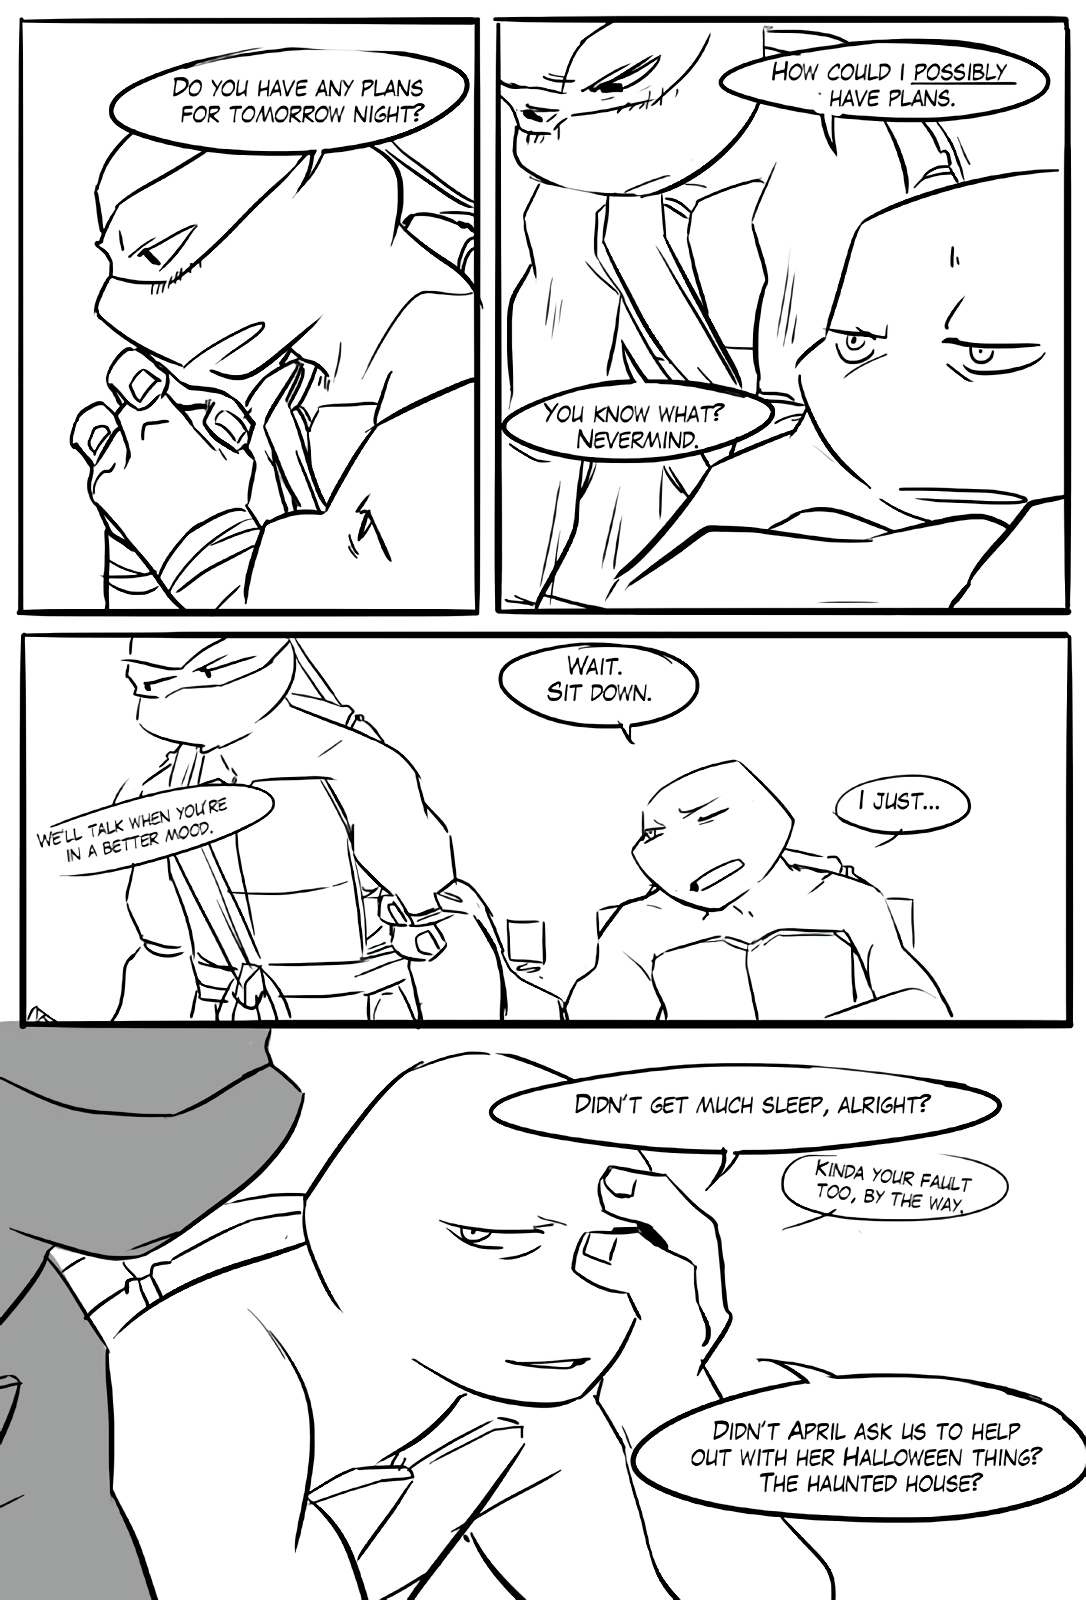 DO YOU HAVE ANY PLANS
FOR TOMORROW NIGHT?
HOW COULD I POSSIBLY
HAVE PLANS.
YOU KNOW WHAT?
NEVERMIND.
WAIT.
SIT DOWN.
WE'LL TALK WHEN YOU'RE
IN A BETTER MOOD.
I JUST...
DIDN'T GET MUCH SLEEP, ALRIGHT?
KINDA YOUR FAULT
TOO, BY THE WAY.
DIDN'T APRIL ASK US TO HELP
OUT WITH HER HALLOWEEN THING?
THE HAUNTED HOUSE?